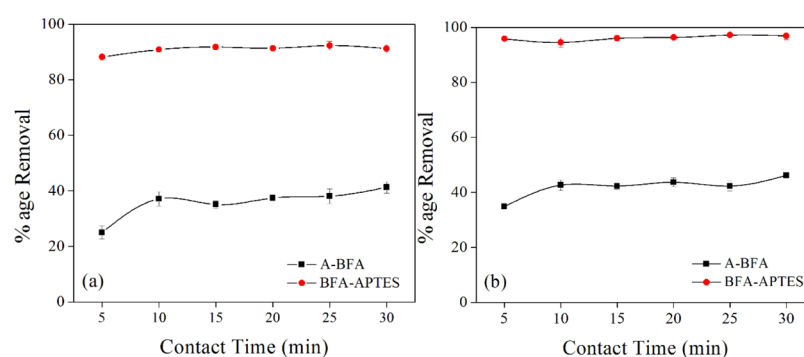 100
80
60
40
20
0
% age Removal
A-BFA
BFA-APTES
(a)
5 10 15 20 25 30
Contact Time (min)
100
80
60
40
20
0
% age Removal
A-BFA
BFA-APTES
(b)
5 10 15 20 25 30
Contact Time (min)